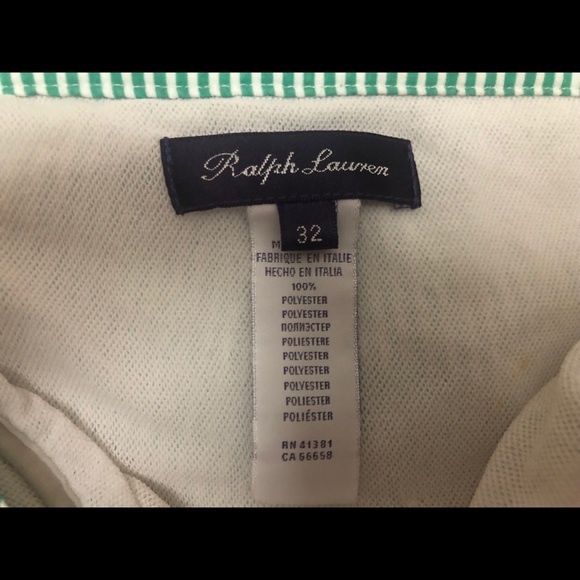 Ralph Lauren
32
M
FABRIQUE EN ITALIE
HECHO EN ITALIA
100%
POLYESTER
POLYESTER
ПОЛИЭСТЕР
POLIESTERE
POLYESTER
POLYESTER
POLYESTER
POLIESTER
POLIÉSTER
RN 41381
CA 56658